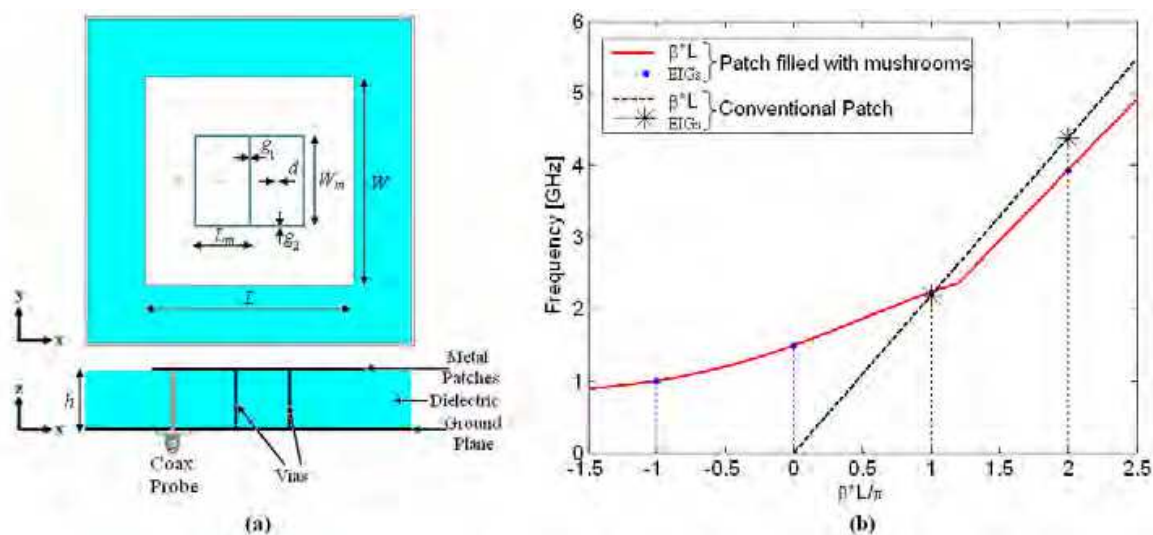 g₁
d
W_m
W
L_m
g₂
L
y
x
h
z
x
Metal
Patches
Dielectric
Ground
Plane
Coax
Probe
Vias
(a)
Frequency [GHz]
6
5
4
3
2
1
0
-1.5 -1 -0.5 0 0.5 1 1.5 2 2.5
β*L/π
β*L
EIGs
Patch filled with mushrooms
β*L
EIGs
Conventional Patch
(b)